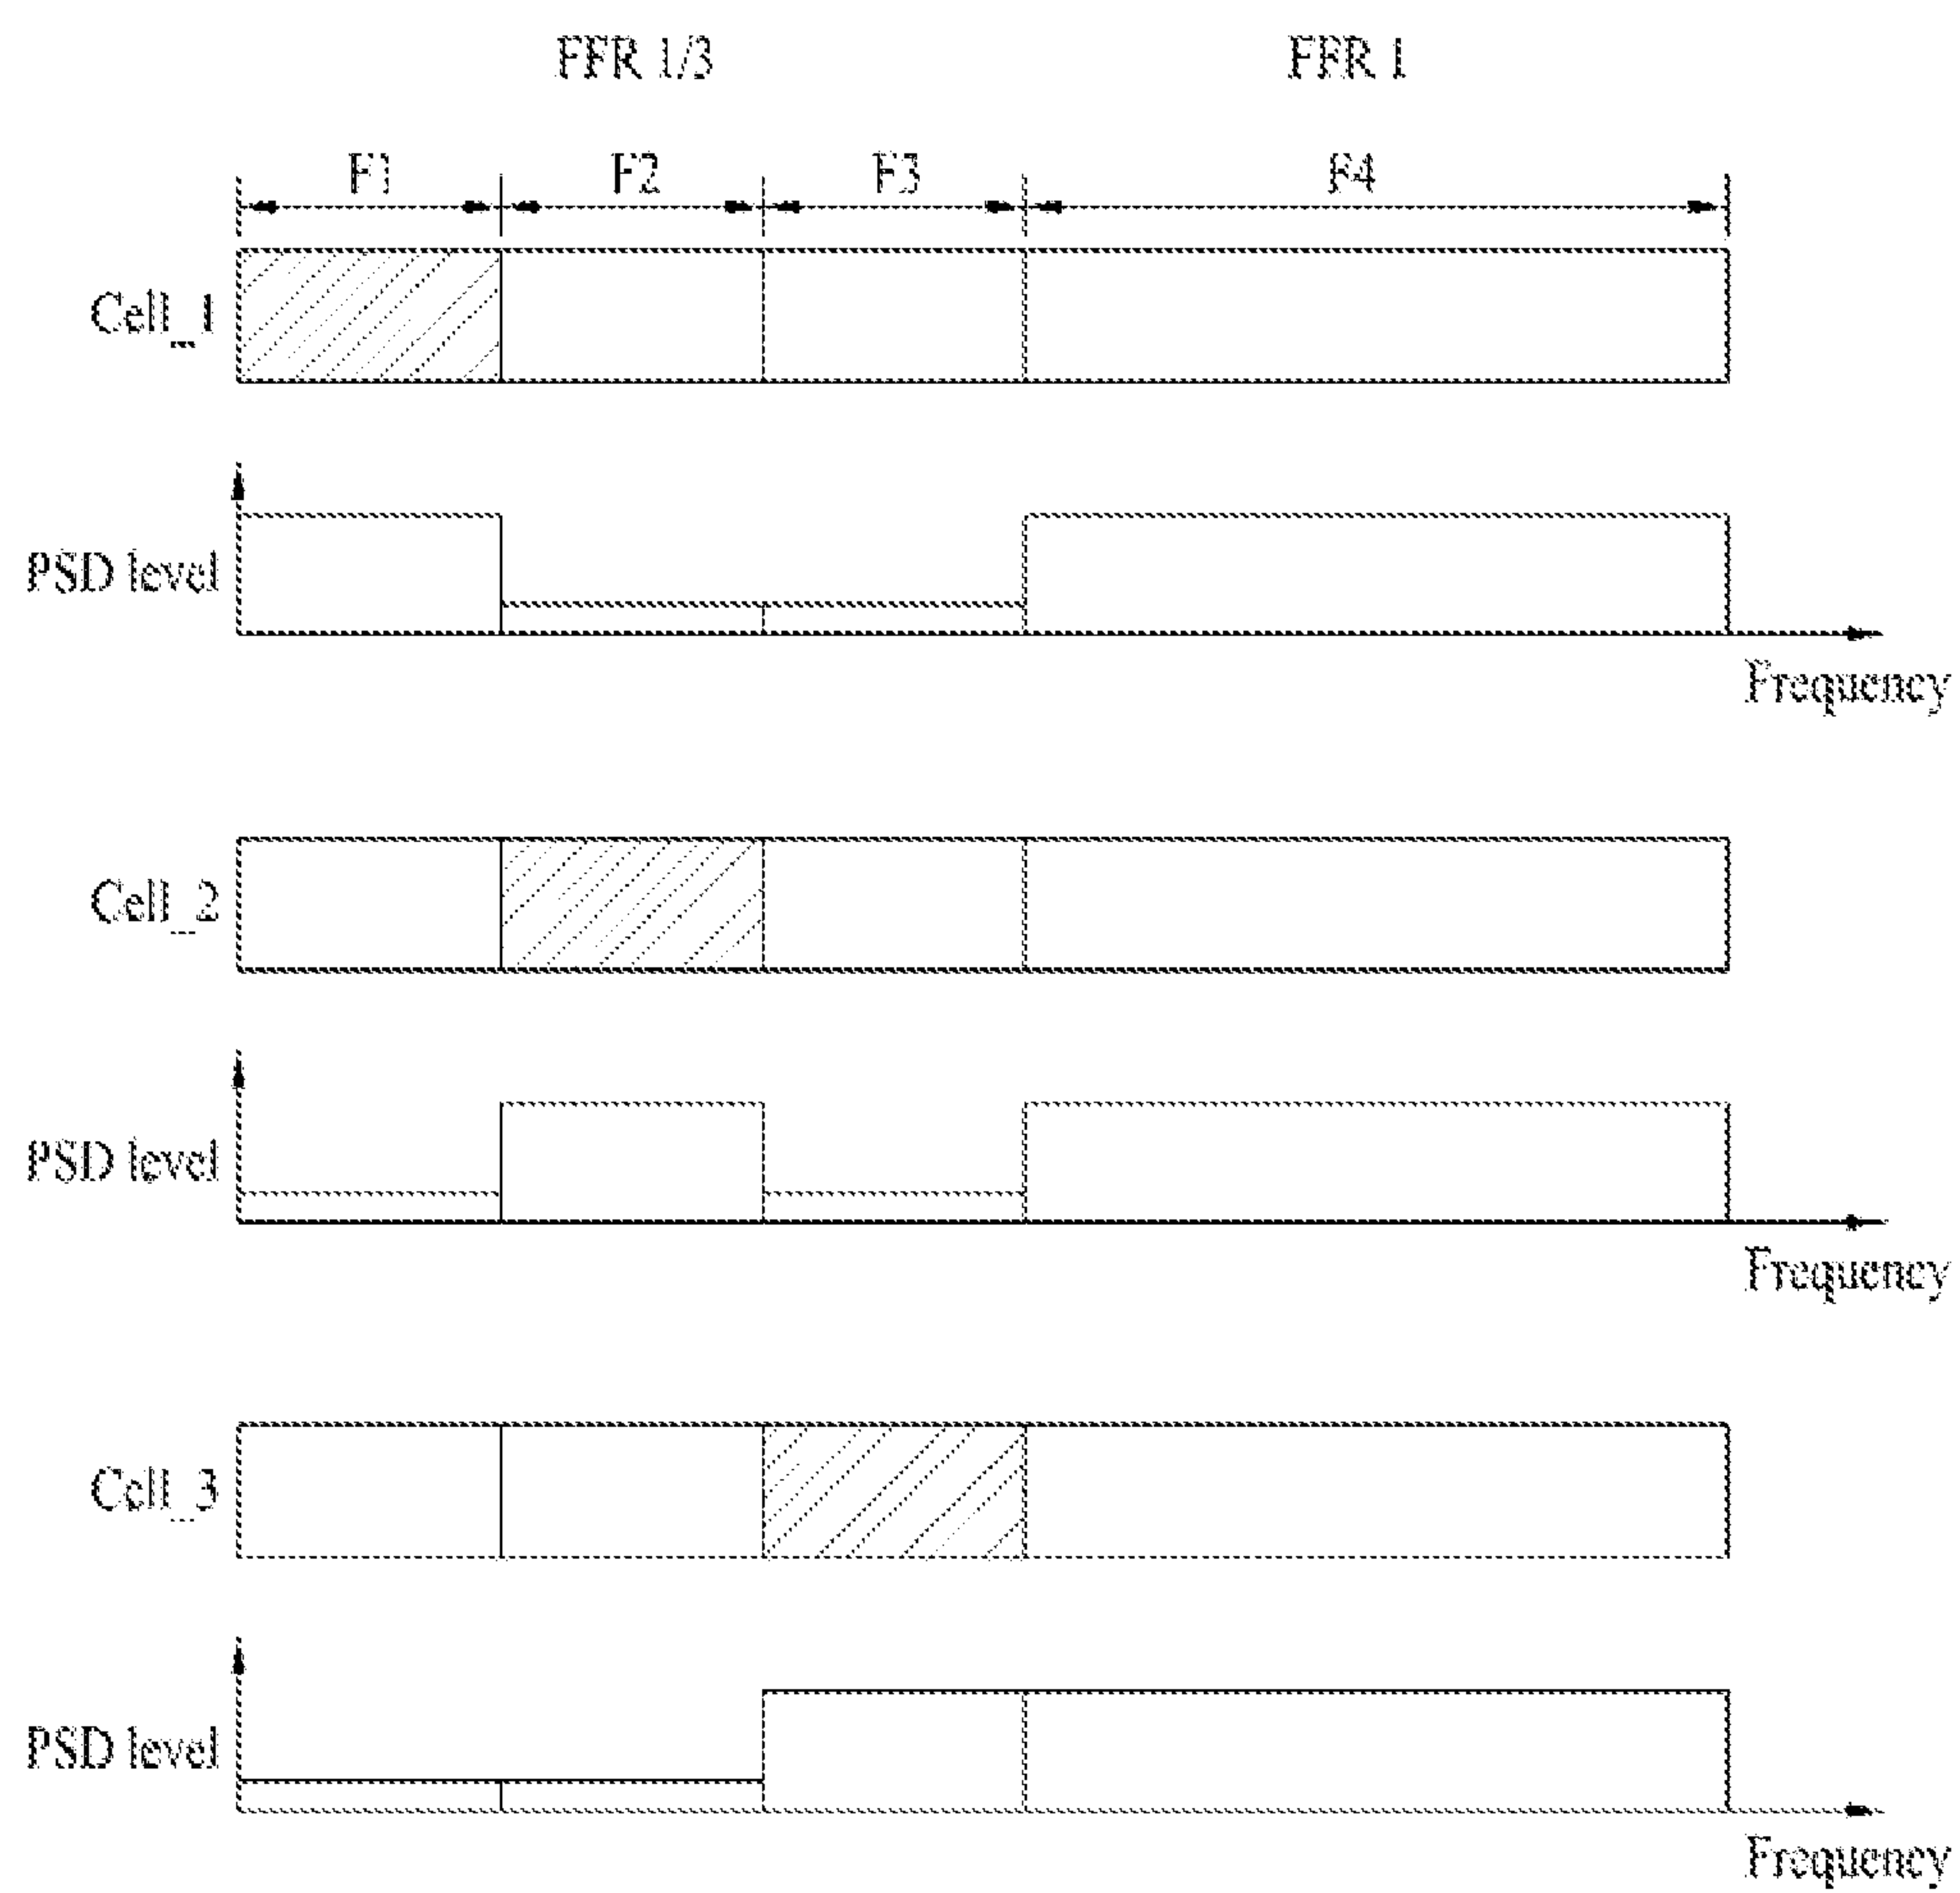 FFR 1/3 FFR 1
F1 F2 F3 F4
Cell_1
PSD level
Frequency
Cell_2
PSD level
Frequency
Cell_3
PSD level
Frequency